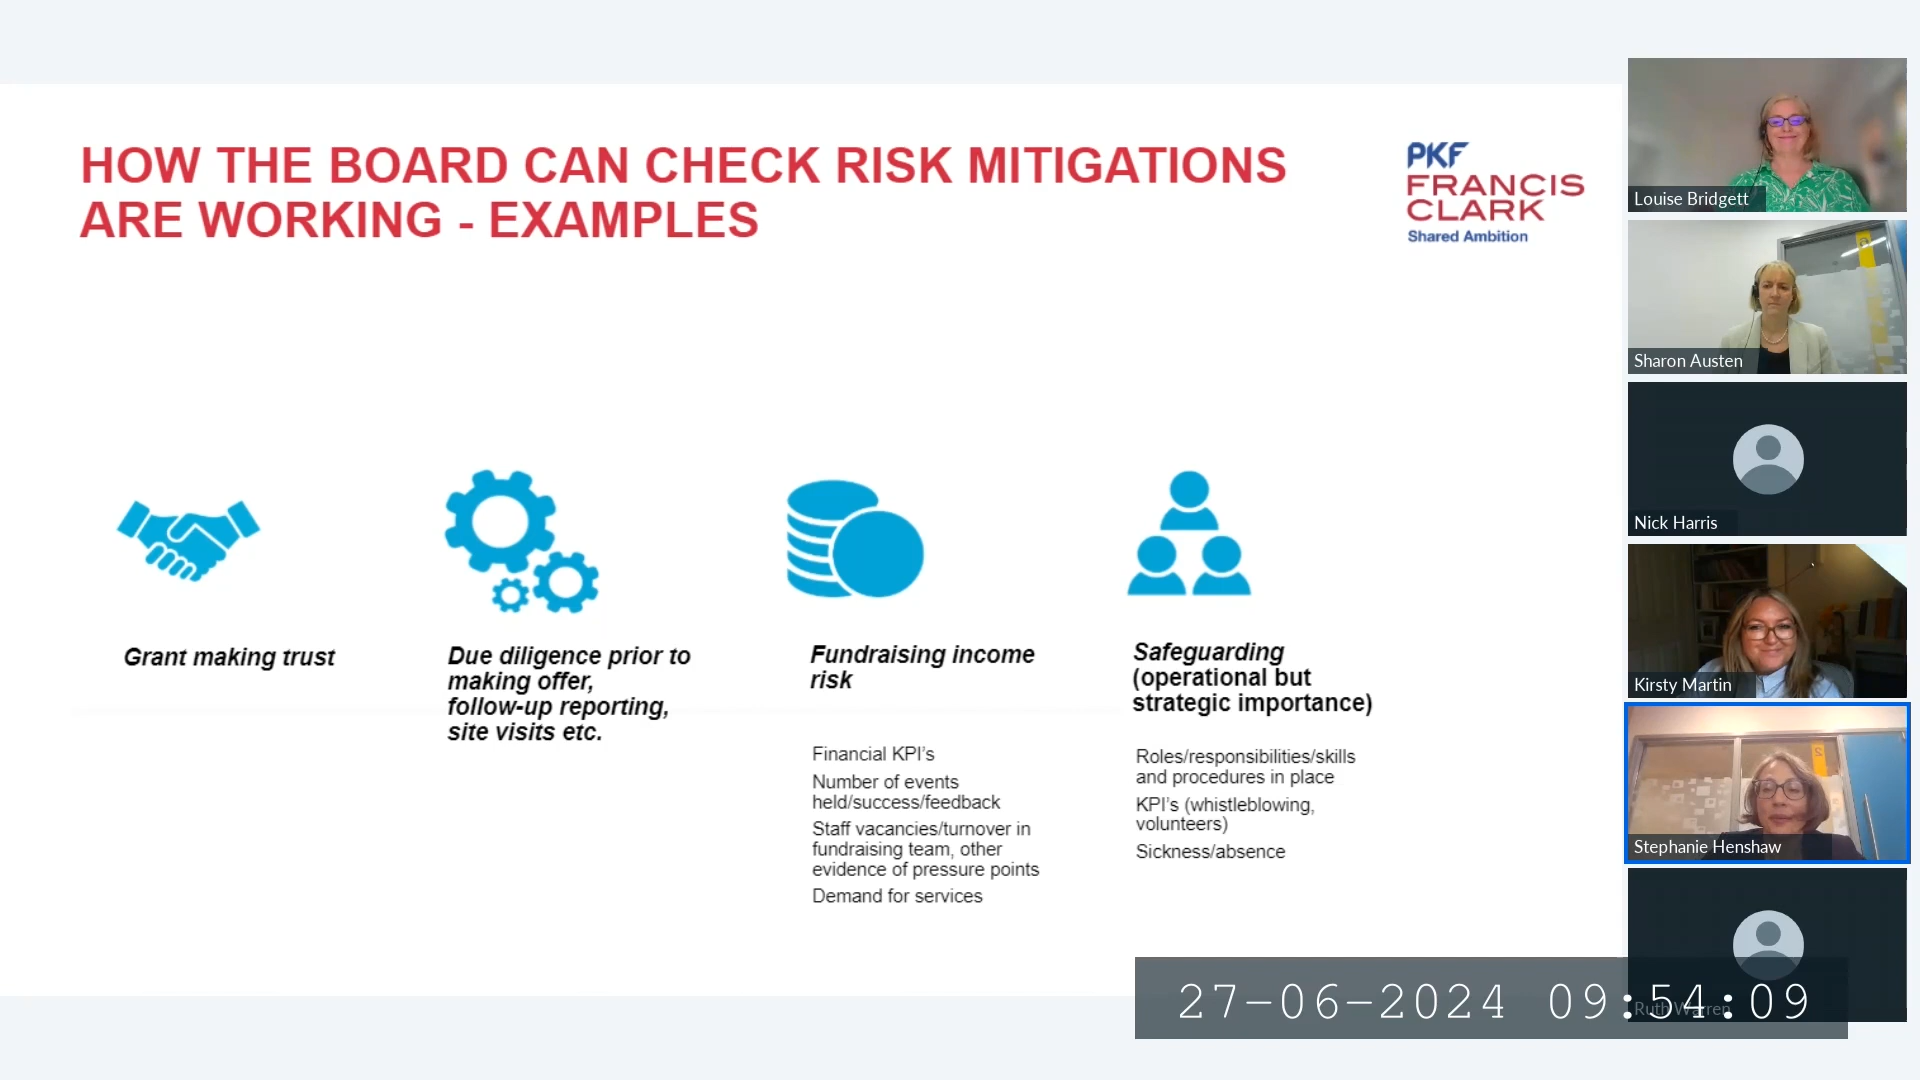 HOW THE BOARD CAN CHECK RISK MITIGATIONS
ARE WORKING - EXAMPLES
PKF
FRANCIS
CLARK
Shared Ambition
Grant making trust
Due diligence prior to
making offer,
follow-up reporting,
site visits etc.
Fundraising income
risk
Financial KPI's
Number of events
held/success/feedback
Staff vacancies/turnover in
fundraising team, other
evidence of pressure points
Demand for services
Safeguarding
(operational but
strategic importance)
Roles/responsibilities/skills
and procedures in place
KPI's (whistleblowing,
volunteers)
Sickness/absence
Louise Bridgett
Sharon Austen
Nick Harris
Kirsty Martin
Stephanie Henshaw
Ruth Warren
27-06-2024 09:54:09